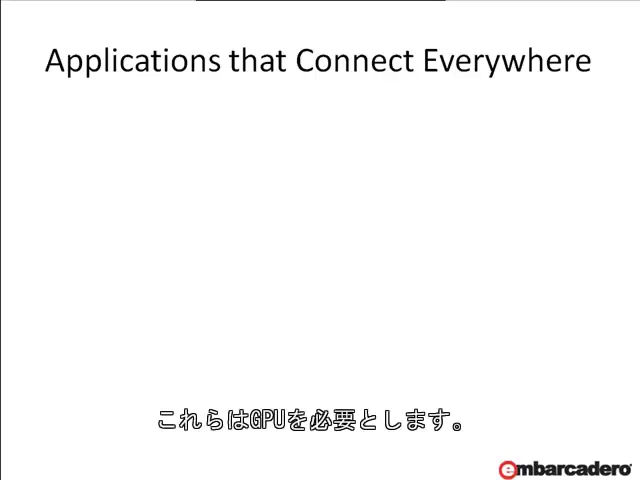 Applications that Connect Everywhere
これらはGPUを必要とします。
embarcadero